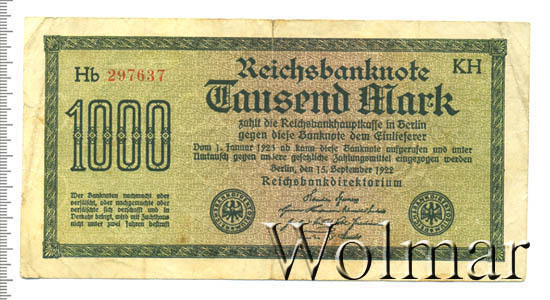 Hb 297637
Reichsbanknote
KH
1000
Tausend Mark
zahlt die Reichsbankhauptkasse in Berlin
gegen diese Banknote dem Einlieferer
Vom 1. Januar 1923 ab kann diese Banknote aufgerufen und unter
Umtausch gegen andere gesetzliche Zahlungsmittel eingezogen werden
Berlin, den 15. September 1922
Reichsbankdirektorium
Wer Banknoten nachmacht oder
verfälscht, oder nachgemachte oder
verfälschte sich verschafft und in
Verkehr bringt, wird mit Zuchthaus
nicht unter zwei Jahren bestraft
Wolmar